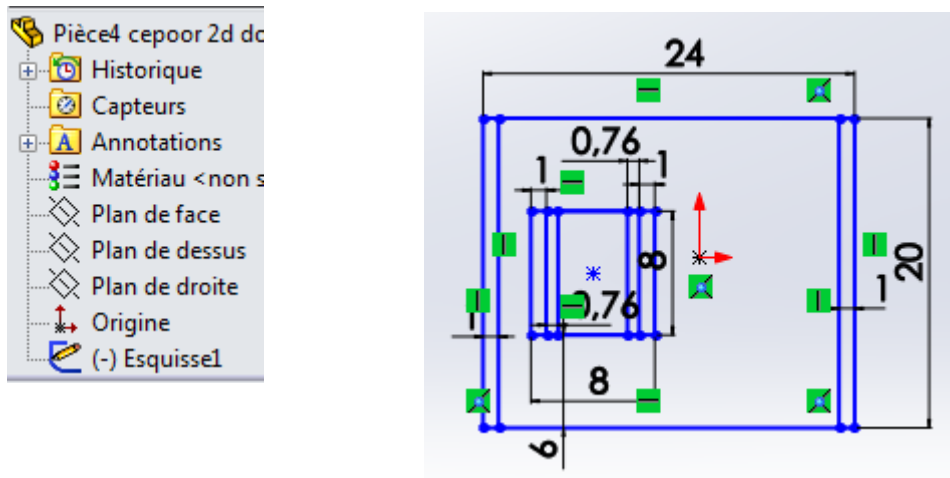 Pièce4 cepoor 2d do
Historique
Capteurs
A Annotations
Matériau <non s
Plan de face
Plan de dessus
Plan de droite
Origine
(-) Esquisse1
24
0,76
1
1
8
20
1
0,76
8
6